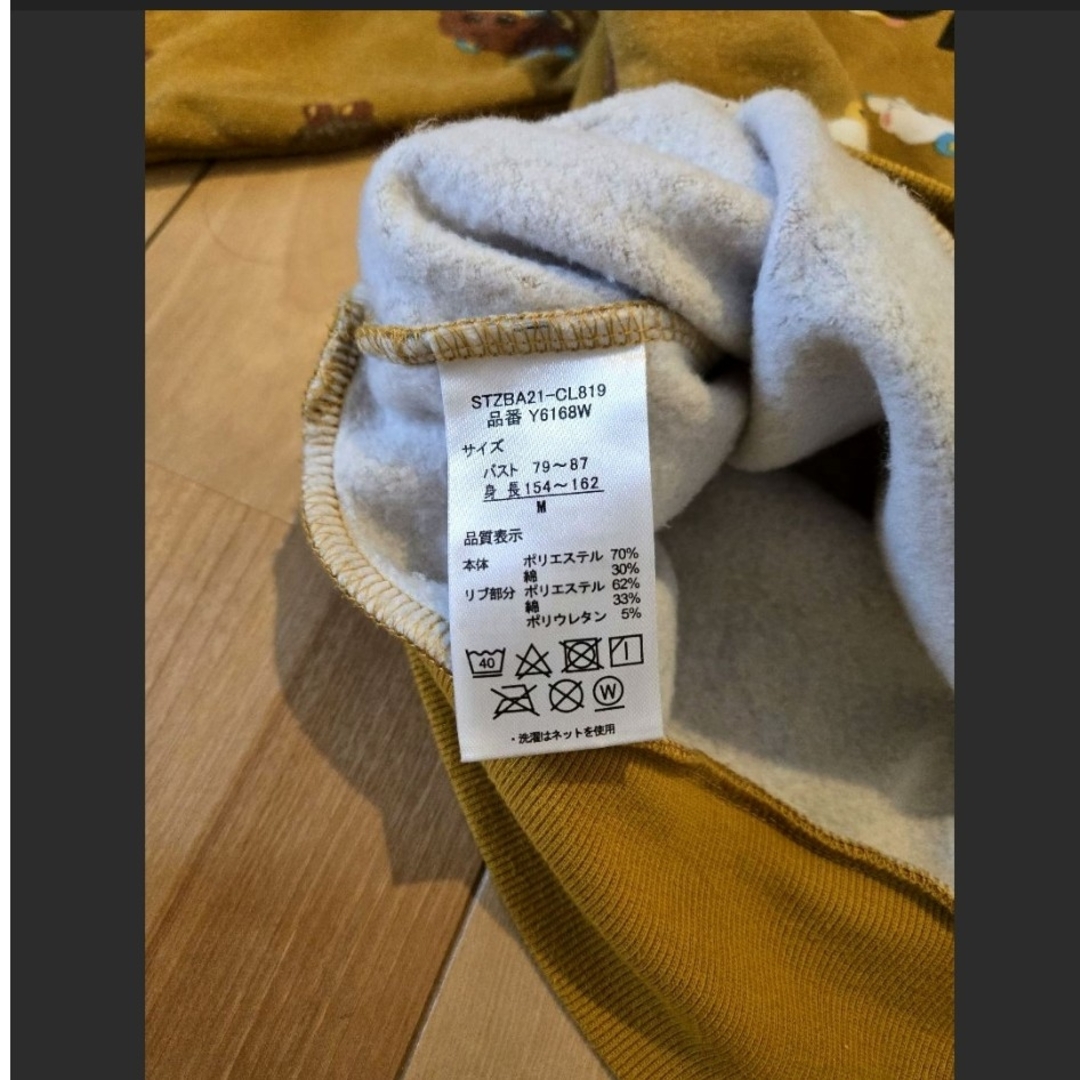 STZBA21-CL819
品番 Y6168W
サイズ
バスト 79〜87
身 長 154〜162
M
品質表示
本体 ポリエステル 70%
綿 30%
リブ部分 ポリエステル 62%
綿 33%
ポリウレタン 5%
40
W
・洗濯はネットを使用